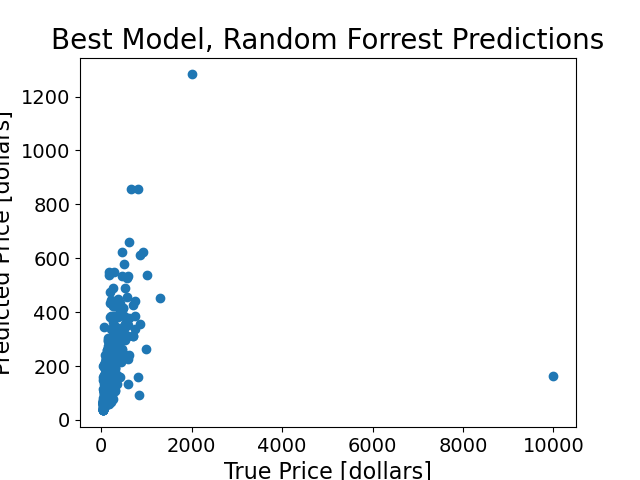 Best Model, Random Forrest Predictions
1200
1000
800
600
400
200
0
Predicted Price [dollars]
0 2000 4000 6000 8000 10000
True Price [dollars]